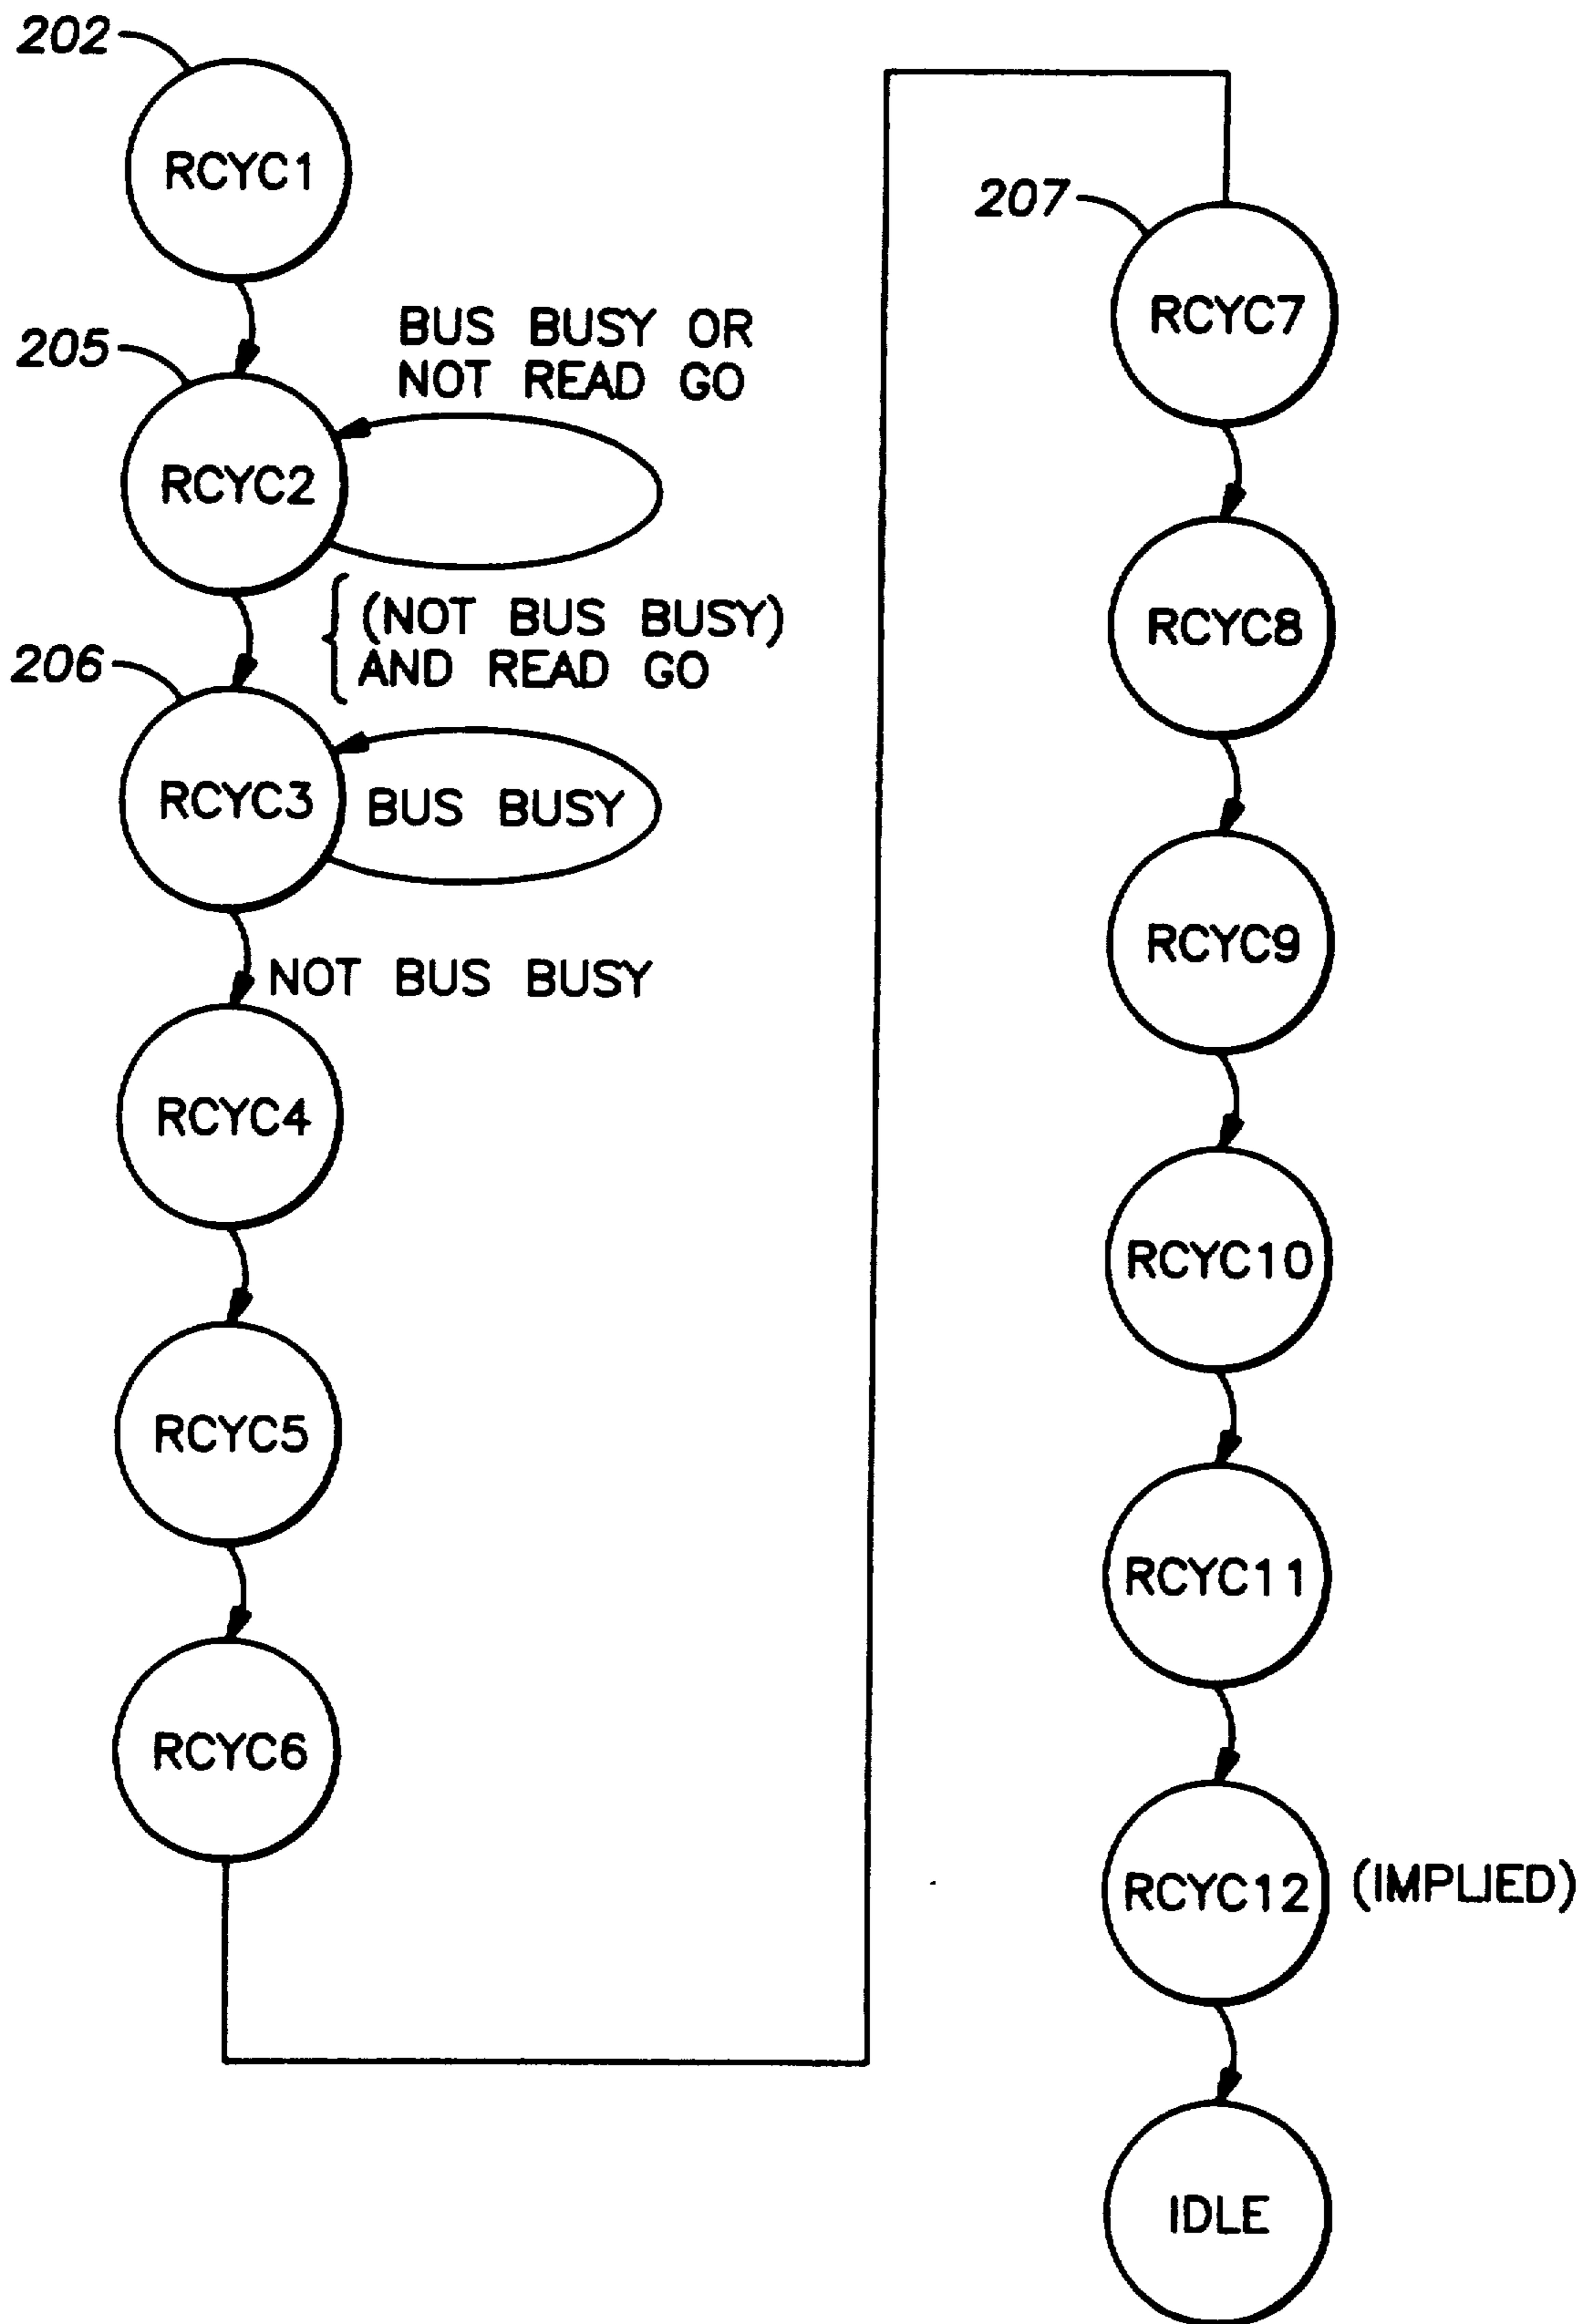 202
RCYC1
205
BUS BUSY OR
NOT READ GO
RCYC2
(NOT BUS BUSY)
AND READ GO
206
RCYC3
BUS BUSY
NOT BUS BUSY
RCYC4
RCYC5
RCYC6
207
RCYC7
RCYC8
RCYC9
RCYC10
RCYC11
RCYC12
(IMPLIED)
IDLE